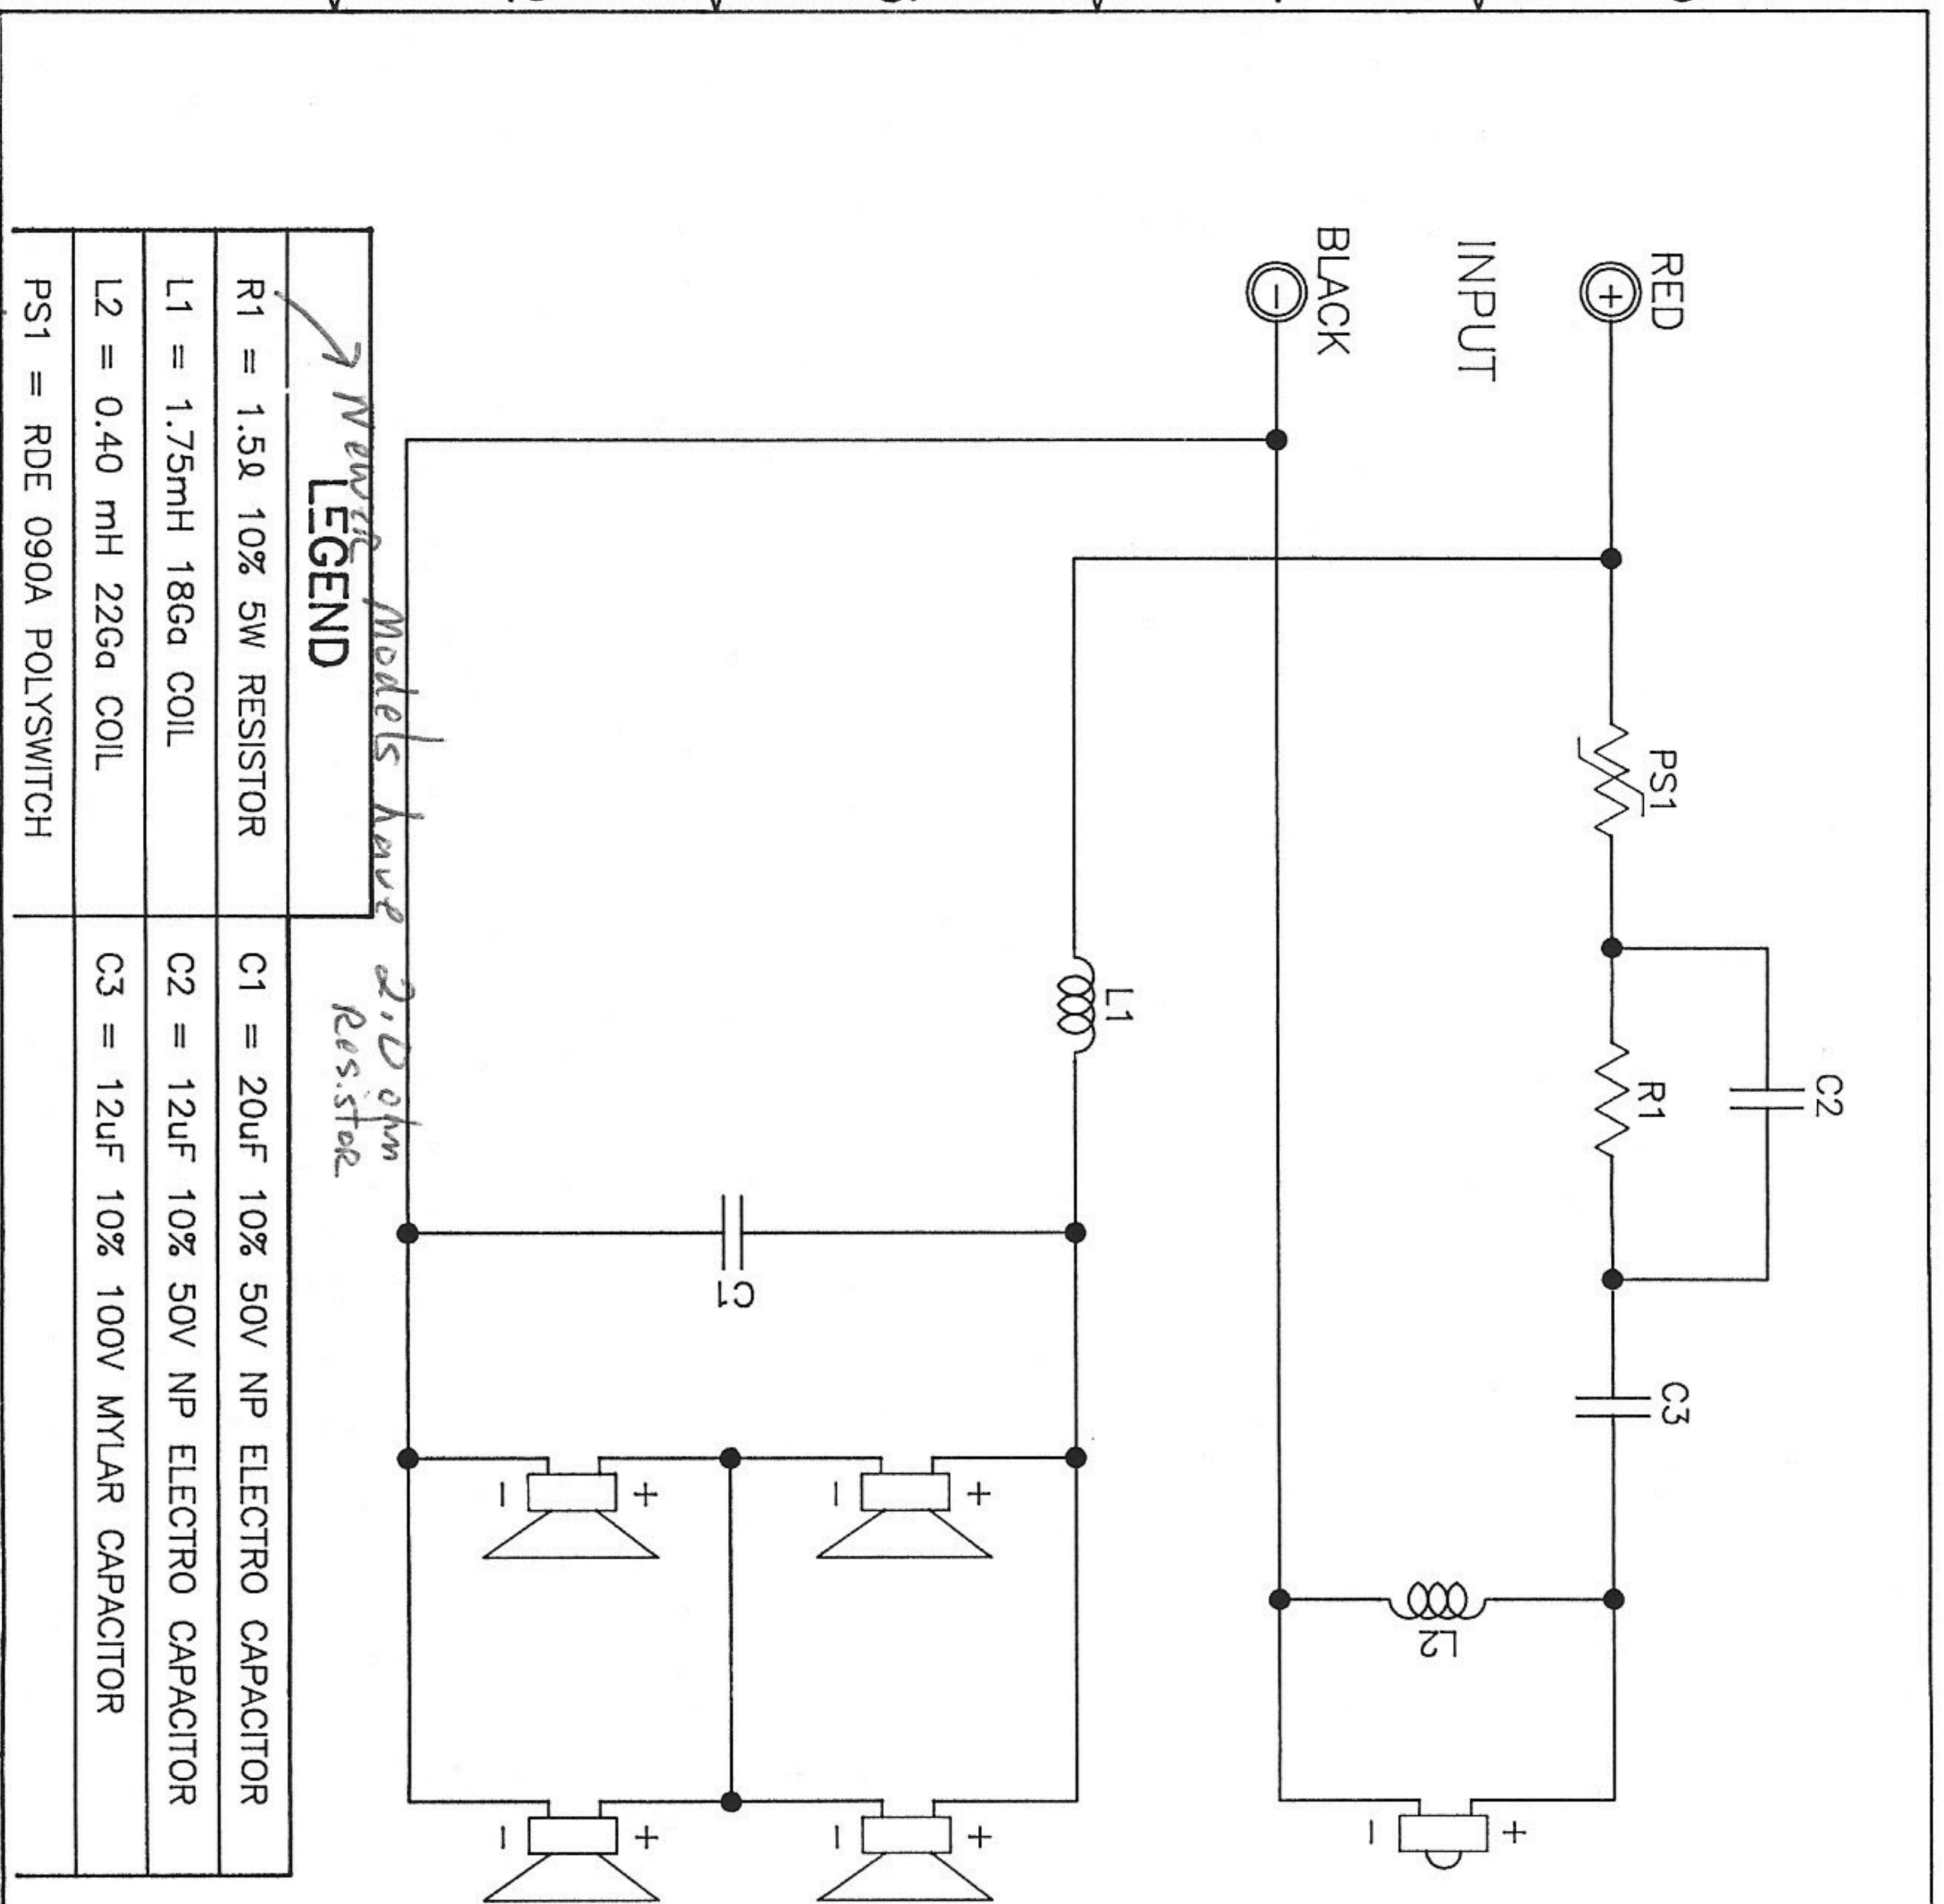 RED
+
INPUT
BLACK
-
PS1
C2
R1
C3
L2
+
-
L1
C1
+
-
+
-
+
-
+
-
Newer Models have 2.0 ohm
Resistor
LEGEND
R1 = 1.5Ω 10% 5W RESISTOR
C1 = 20uF 10% 50V NP ELECTRO CAPACITOR
L1 = 1.75mH 18Ga COIL
C2 = 12uF 10% 50V NP ELECTRO CAPACITOR
L2 = 0.40 mH 22Ga COIL
C3 = 12uF 10% 100V MYLAR CAPACITOR
PS1 = RDE 090A POLYSWITCH